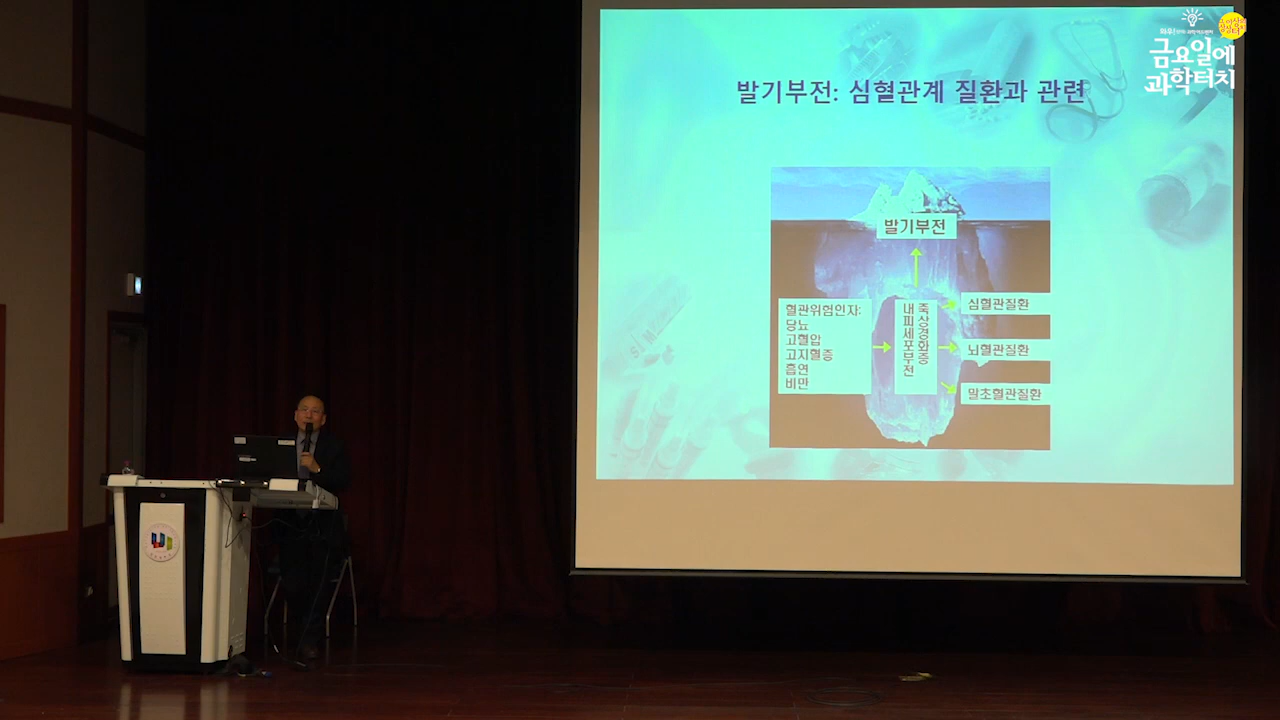 금요일에
과학터치
발기부전: 심혈관계 질환과 관련
발기부전
혈관위험인자:
당뇨
고혈압
고지혈증
흡연
비만
내피세포부전
죽상경화증
심혈관질환
뇌혈관질환
말초혈관질환